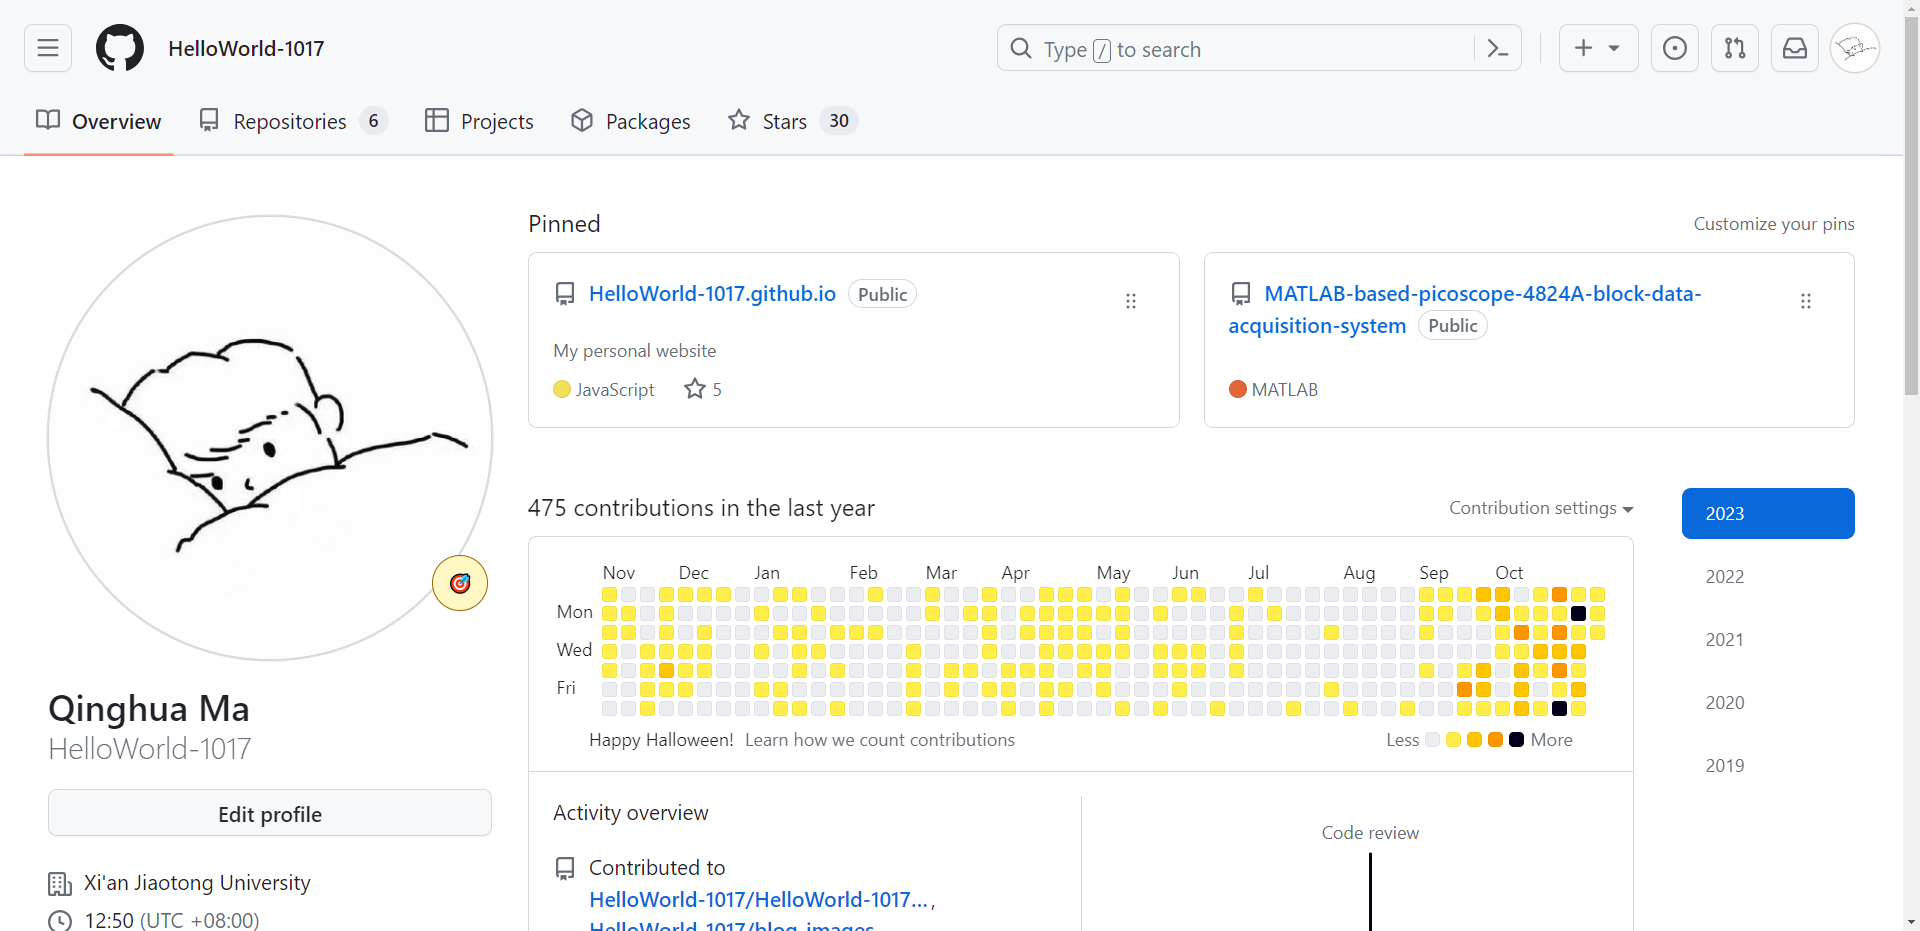 HelloWorld-1017
Type / to search
Overview
Repositories 6
Projects
Packages
Stars 30
Pinned
Customize your pins
HelloWorld-1017.github.io Public
My personal website
JavaScript 5
MATLAB-based-picoscope-4824A-block-data-
acquisition-system Public
MATLAB
475 contributions in the last year
Contribution settings
2023
2022
2021
2020
2019
Nov Dec Jan Feb Mar Apr May Jun Jul Aug Sep Oct
Mon
Wed
Fri
Happy Halloween! Learn how we count contributions
Less More
Qinghua Ma
HelloWorld-1017
Edit profile
Xi'an Jiaotong University
12:50 (UTC +08:00)
Activity overview
Contributed to
HelloWorld-1017/HelloWorld-1017...,
HelloWorld-1017/blog-images
Code review